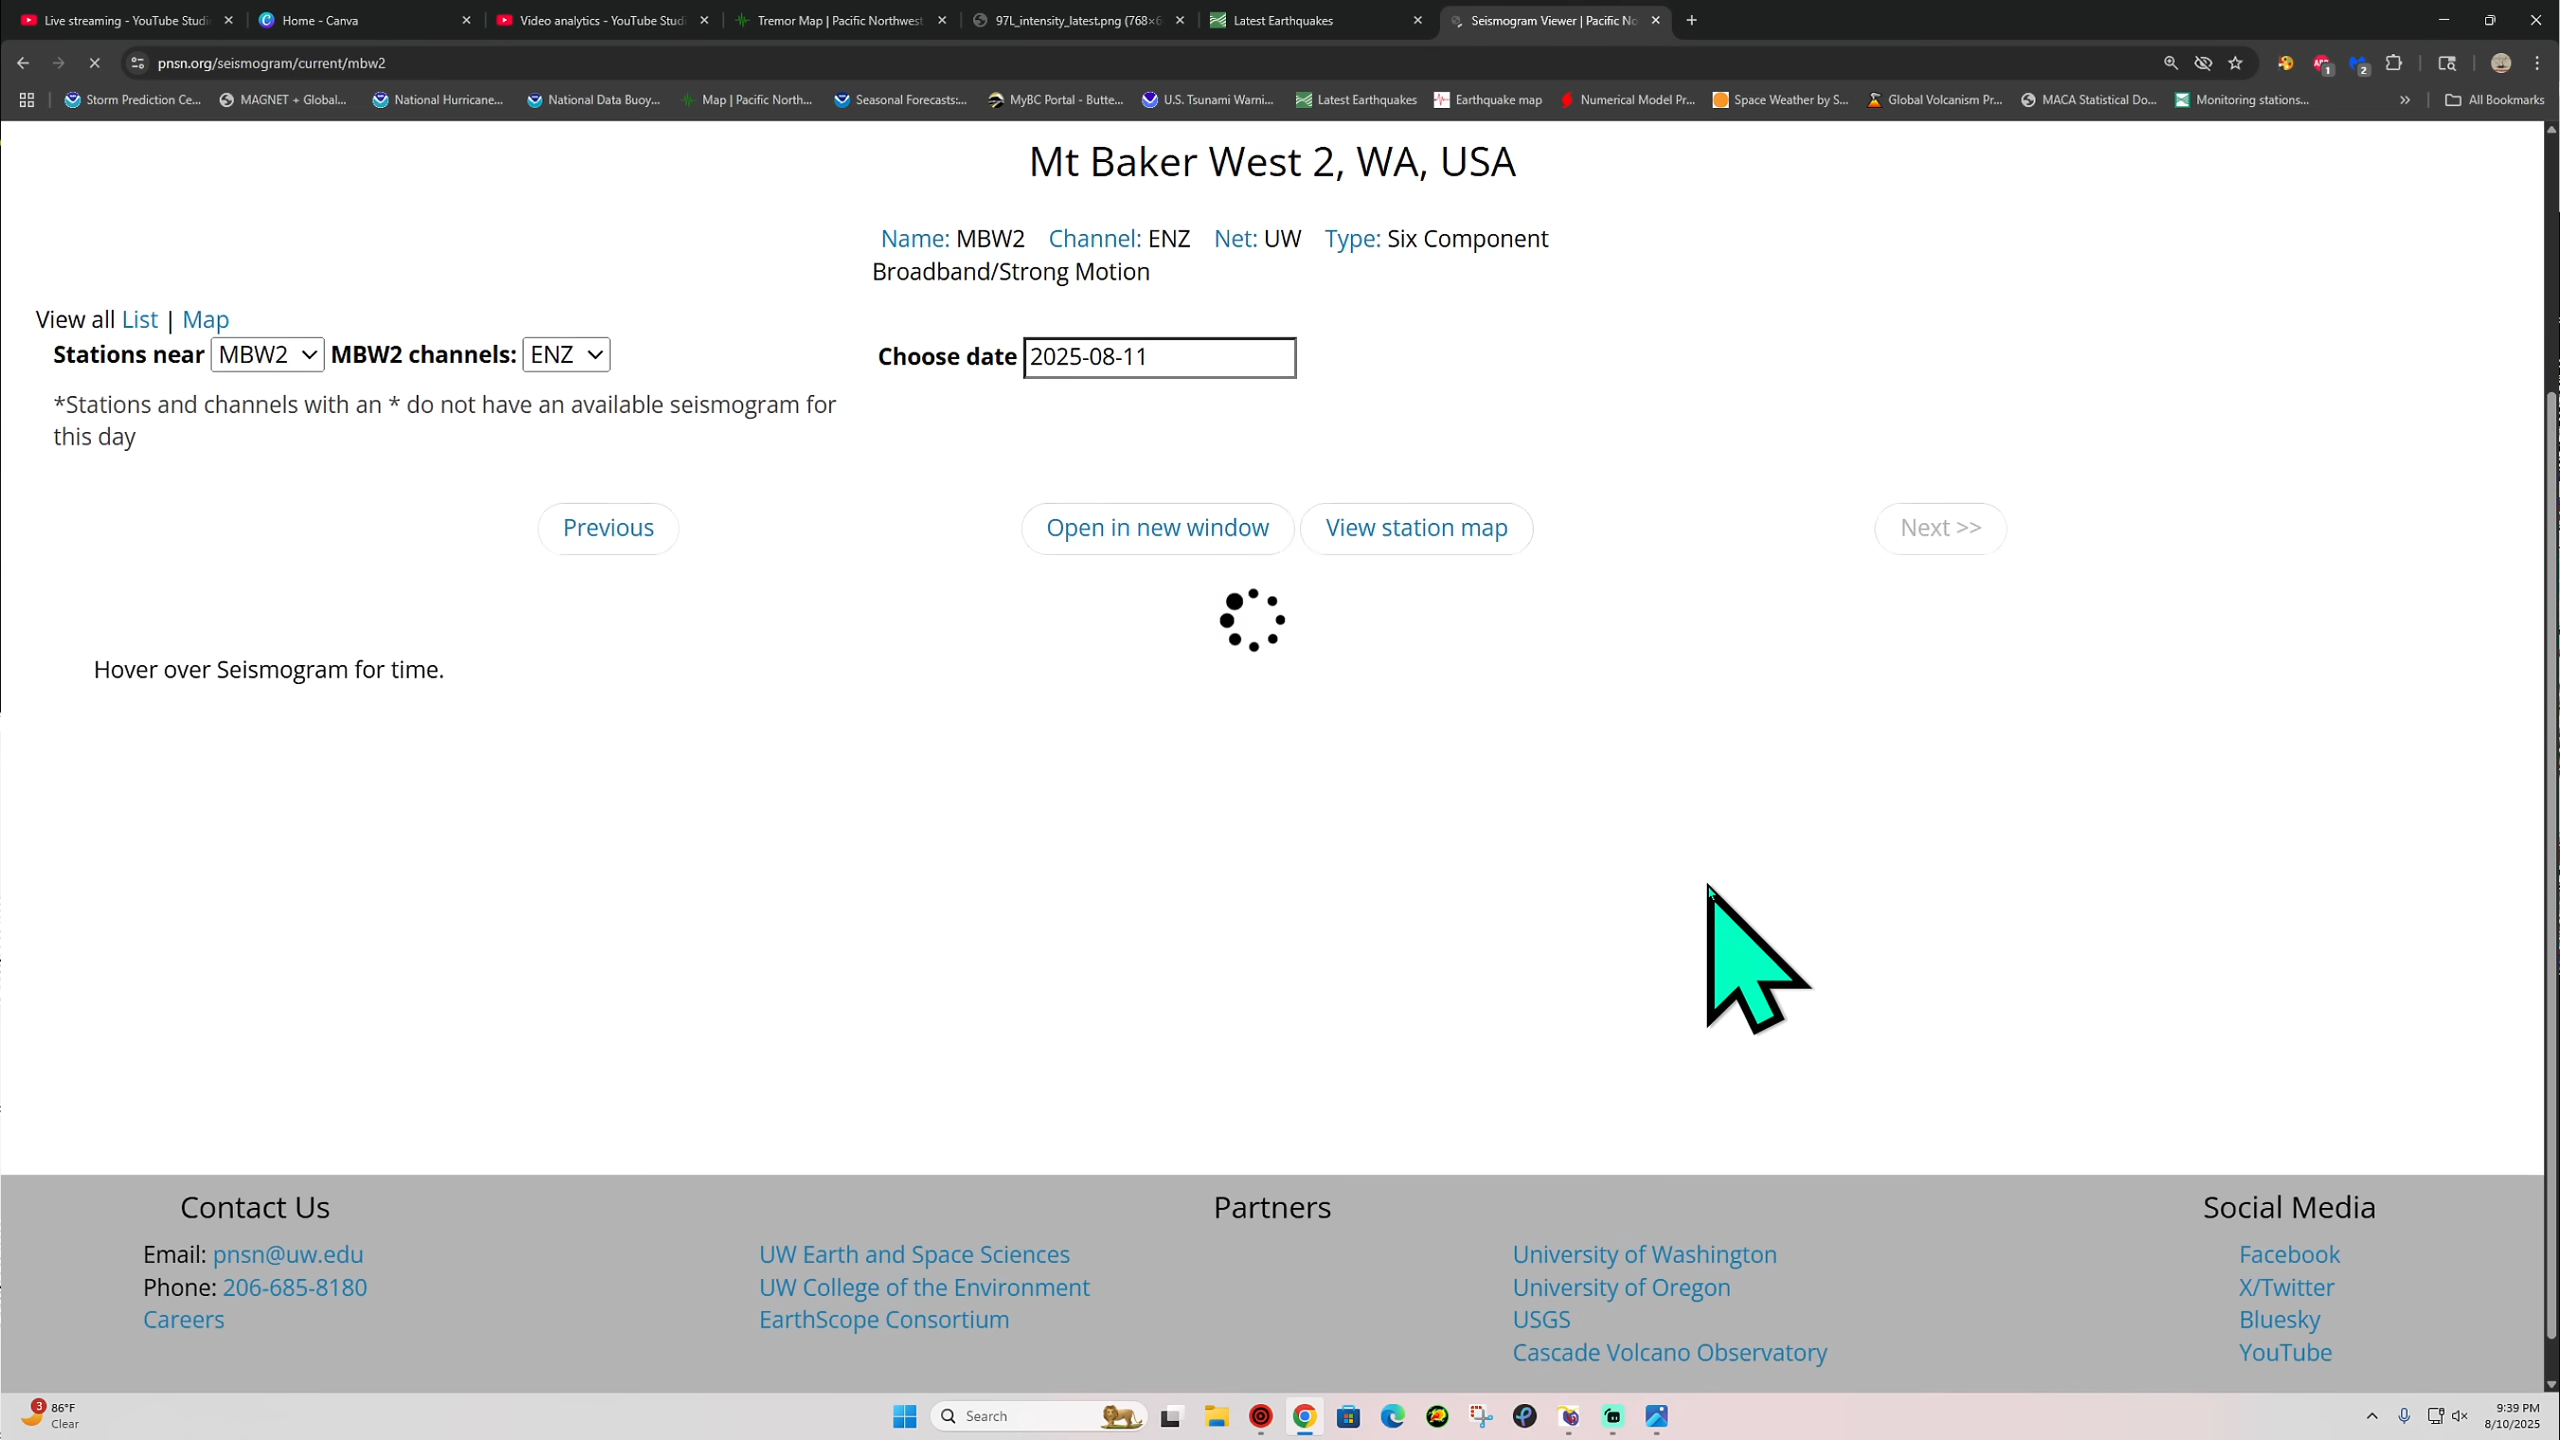 Live streaming - YouTube Studi
Home - Canva
Video analytics - YouTube Studi
Tremor Map | Pacific Northwest
97L_intensity_latest.png (768×6
Latest Earthquakes
Seismogram Viewer | Pacific No
pnsn.org/seismogram/current/mbw2
1
2
Storm Prediction Ce...
MAGNET + Global...
National Hurricane...
National Data Buoy...
Map | Pacific North...
Seasonal Forecasts:...
MyBC Portal - Butte...
U.S. Tsunami Warni...
Latest Earthquakes
Earthquake map
Numerical Model Pr...
Space Weather by S...
Global Volcanism Pr...
MACA Statistical Do...
Monitoring stations...
»
All Bookmarks
Mt Baker West 2, WA, USA
Name: MBW2 Channel: ENZ Net: UW Type: Six Component
Broadband/Strong Motion
View all List | Map
Stations near MBW2 MBW2 channels: ENZ
Choose date 2025-08-11
*Stations and channels with an * do not have an available seismogram for
this day
Previous
Open in new window
View station map
Next >>
Hover over Seismogram for time.
Contact Us
Email: pnsn@uw.edu
Phone: 206-685-8180
Careers
Partners
UW Earth and Space Sciences
UW College of the Environment
EarthScope Consortium
University of Washington
University of Oregon
USGS
Cascade Volcano Observatory
Social Media
Facebook
X/Twitter
Bluesky
YouTube
3
86°F
Clear
Search
9:39 PM
8/10/2025